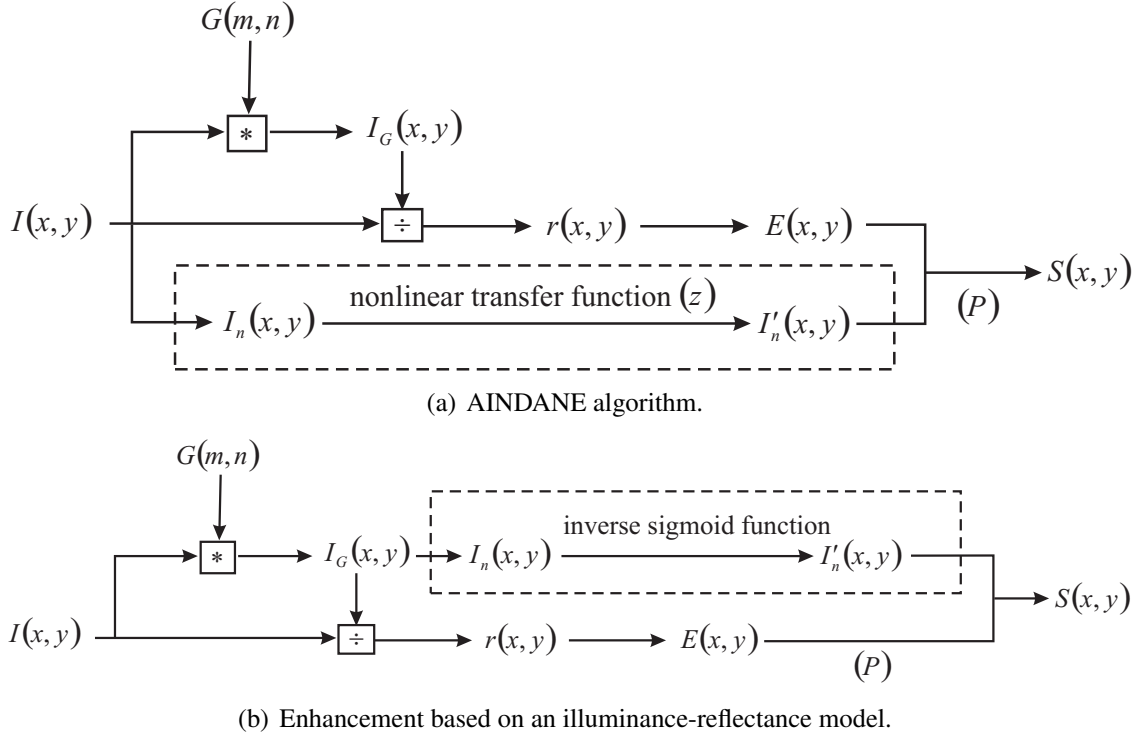 G(m,n)
* I_G(x,y)
I(x,y) ÷ r(x,y) E(x,y)
S(x,y)
nonlinear transfer function (z)
(P)
I_n(x,y) I′_n(x,y)
(a) AINDANE algorithm.
G(m,n)
inverse sigmoid function
* I_G(x,y) I_n(x,y) I′_n(x,y)
S(x,y)
I(x,y) ÷ r(x,y) E(x,y)
(P)
(b) Enhancement based on an illuminance-reflectance model.